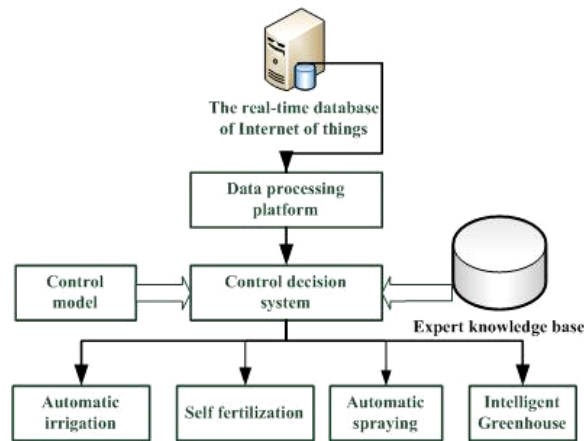 The real-time database
of Internet of things
Data processing
platform
Control
model
Control decision
system
Expert knowledge base
Automatic
irrigation
Self fertilization
Automatic
spraying
Intelligent
Greenhouse